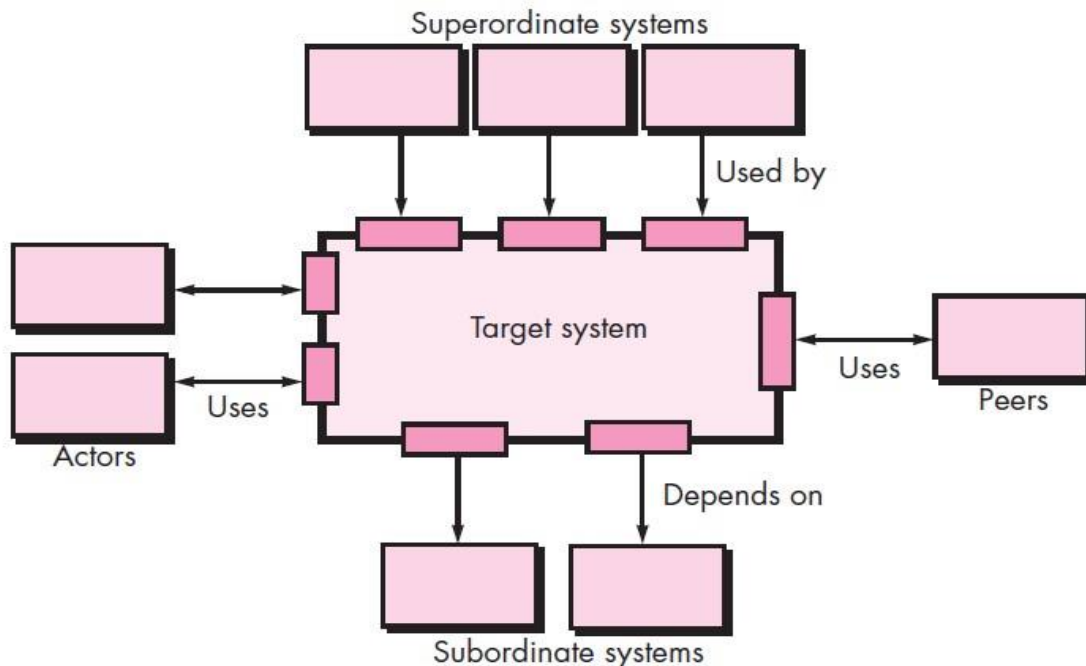 Superordinate systems
Used by
Target system
Uses
Uses
Peers
Actors
Depends on
Subordinate systems